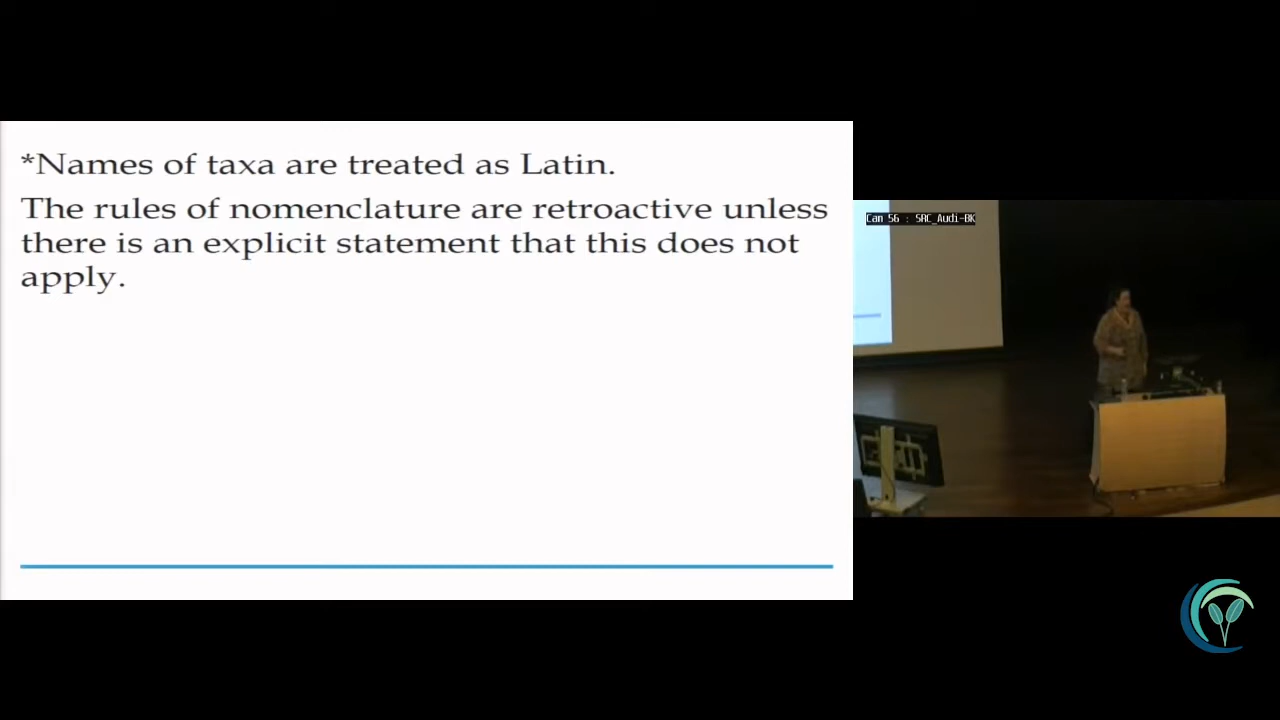 *Names of taxa are treated as Latin.
The rules of nomenclature are retroactive unless
there is an explicit statement that this does not
apply.
Cam 56 : SRC_Audi-BK